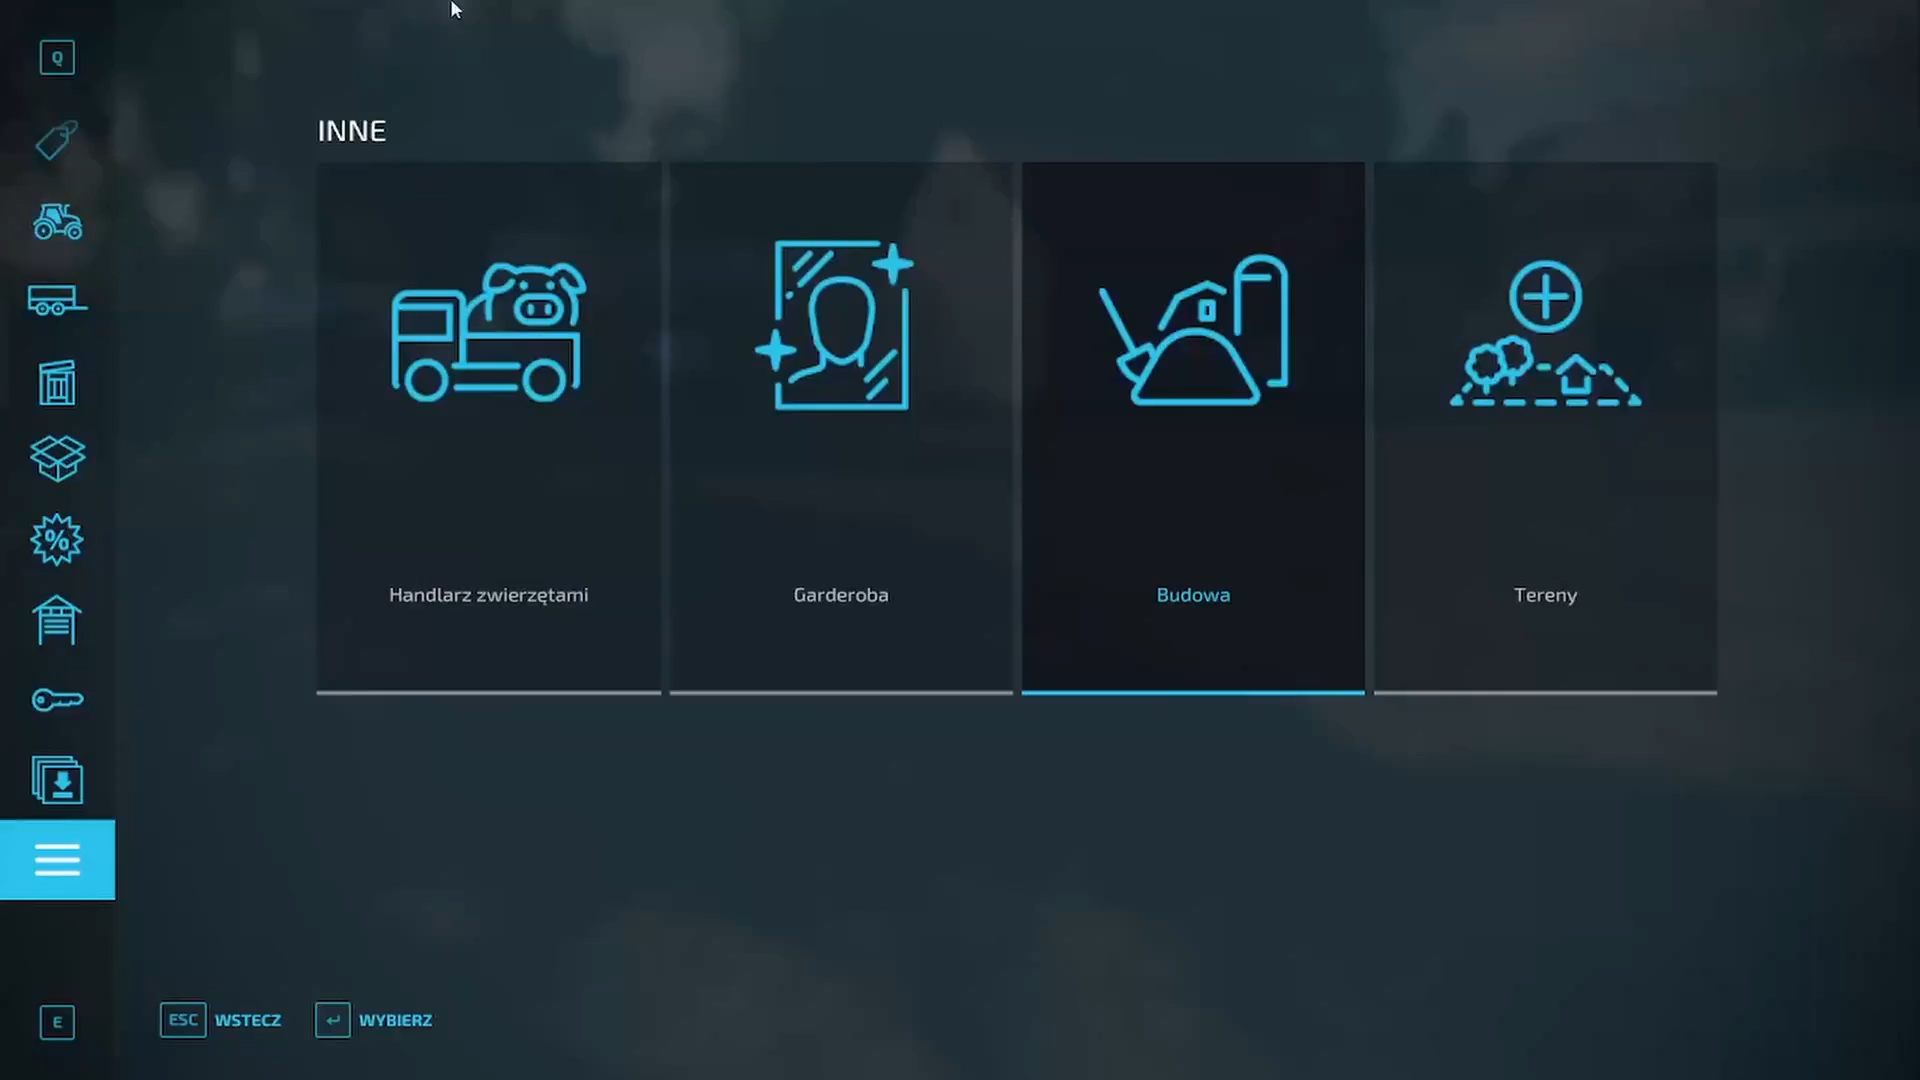 Q
INNE
%
Handlarz zwierzętami
Garderoba
Budowa
Tereny
E
ESC WSTECZ
↵ WYBIERZ